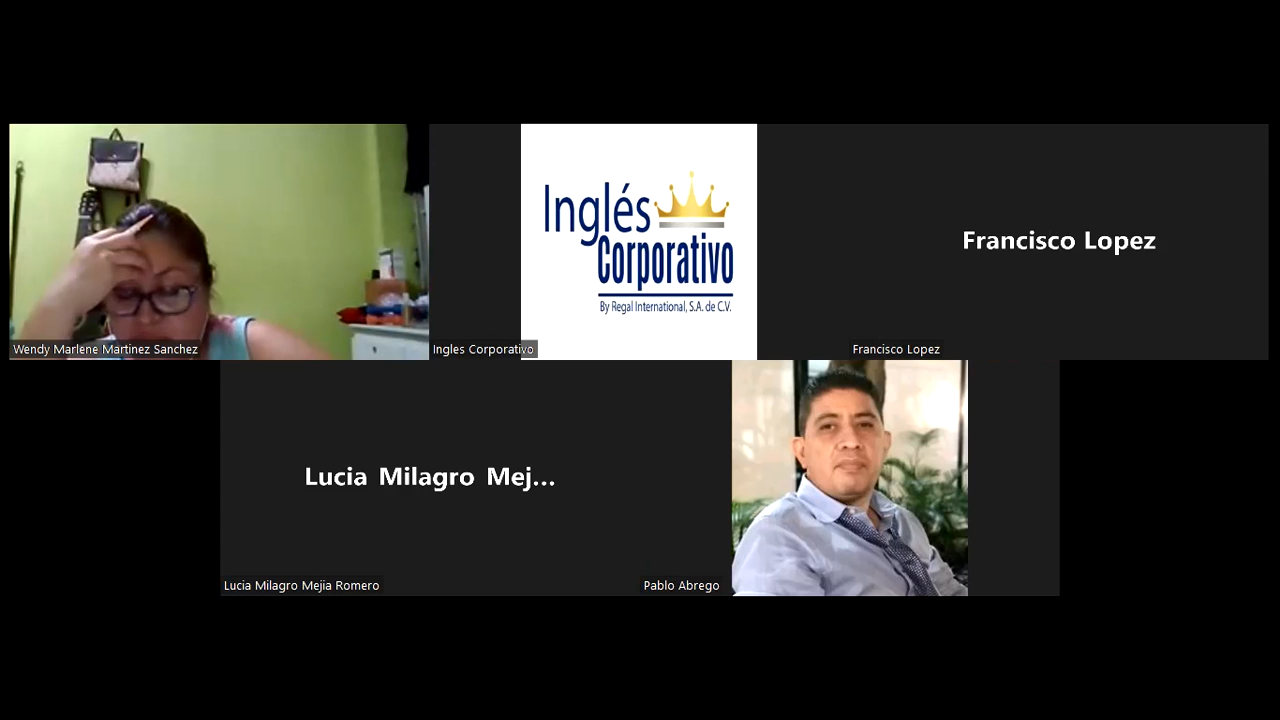 Inglés
Corporativo
By Regal International, S.A. de C.V.
Francisco Lopez
Wendy Marlene Martinez Sanchez
Ingles Corporativo
Francisco Lopez
Lucia Milagro Mej...
Lucia Milagro Mejia Romero
Pablo Abrego